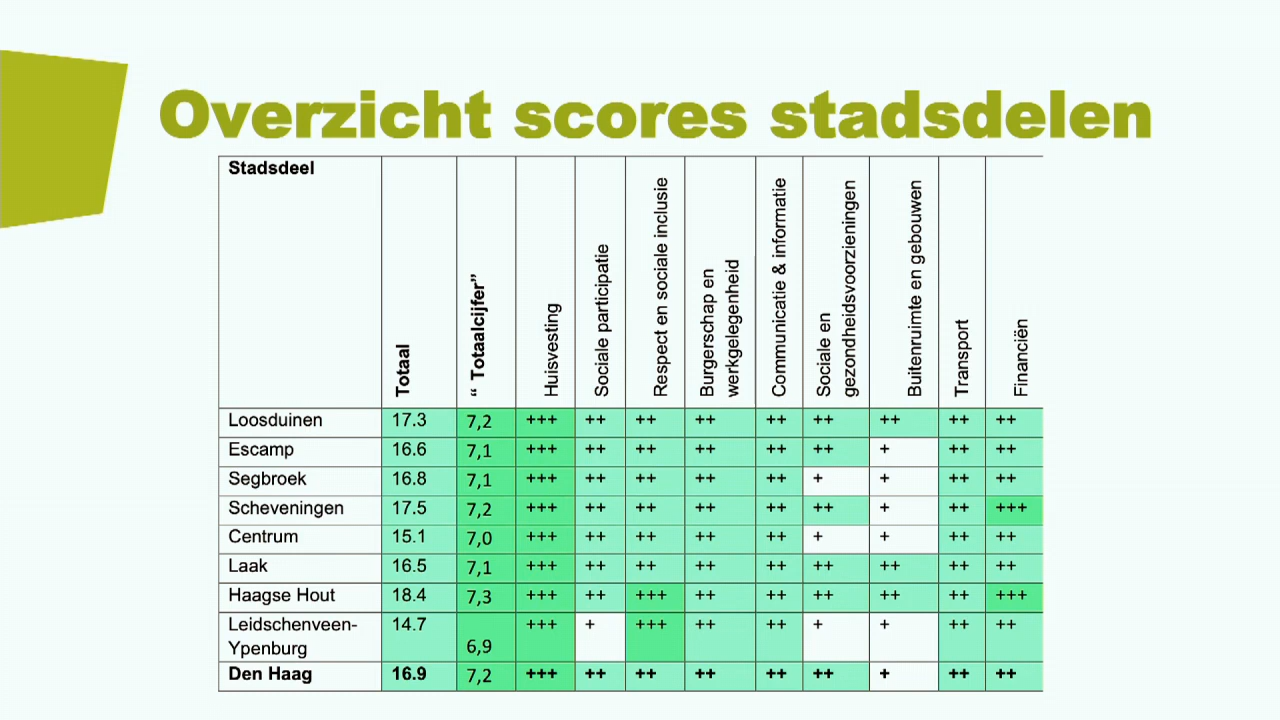 Overzicht scores stadsdelen
Stadsdeel
Totaal
“ Totaalcijfer”
Huisvesting
Sociale participatie
Respect en sociale inclusie
Burgerschap en
werkgelegenheid
Communicatie & informatie
Sociale en
gezondheidsvoorzieningen
Buitenruimte en gebouwen
Transport
Financiën
Loosduinen 17.3 7,2 +++ ++ ++ ++ ++ ++ ++ ++ ++
Escamp 16.6 7,1 +++ ++ ++ ++ ++ ++ + ++ ++
Segbroek 16.8 7,1 +++ ++ ++ ++ ++ + + ++ ++
Scheveningen 17.5 7,2 +++ ++ ++ ++ ++ ++ + ++ +++
Centrum 15.1 7,0 +++ ++ ++ ++ ++ + + ++ ++
Laak 16.5 7,1 +++ ++ ++ ++ ++ ++ ++ ++ ++
Haagse Hout 18.4 7,3 +++ ++ +++ ++ ++ ++ ++ ++ +++
Leidschenveen- 14.7 +++ + +++ ++ ++ + + ++ ++
Ypenburg 6,9
Den Haag 16.9 7,2 +++ ++ ++ ++ ++ ++ + ++ ++